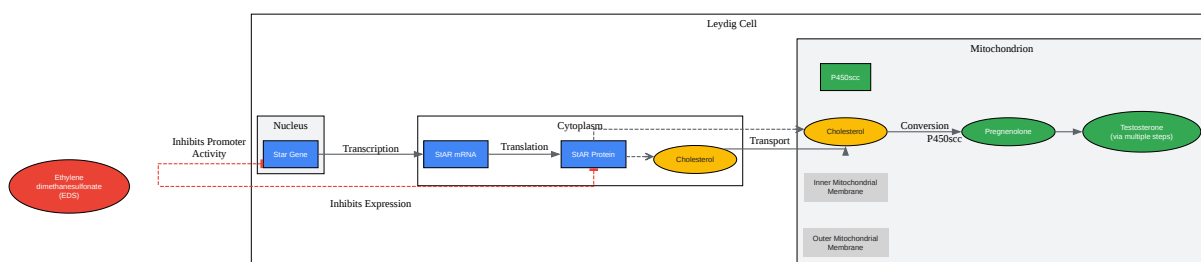 Leydig Cell
Mitochondrion
P450scc
Nucleus
Cytoplasm
Inhibits Promoter
Activity
Star Gene
Transcription
StAR mRNA
Translation
StAR Protein
Cholesterol
Transport
Cholesterol
Conversion
P450scc
Pregnenolone
Testosterone
(via multiple steps)
Ethylene
dimethanesulfonate
(EDS)
Inhibits Expression
Inner Mitochondrial
Membrane
Outer Mitochondrial
Membrane